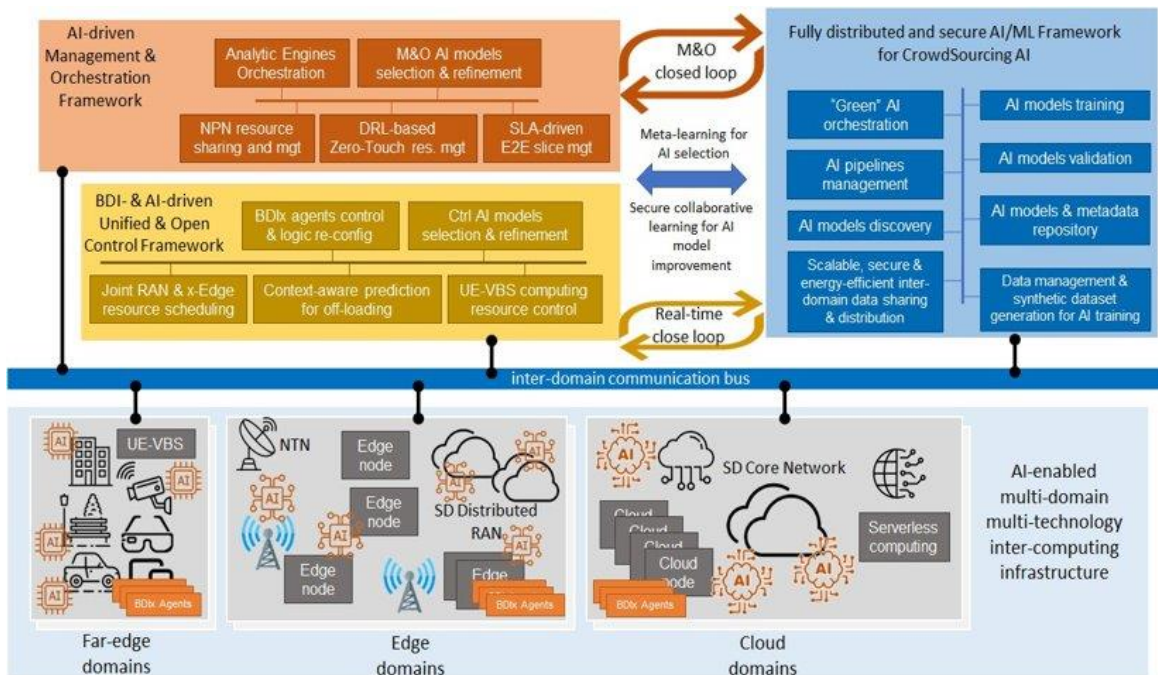 AI-driven
Management &
Orchestration
Framework
Analytic Engines
Orchestration
M&O AI models
selection & refinement
NPN resource
sharing and mgt
DRL-based
Zero-Touch res. mgt
SLA-driven
E2E slice mgt
M&O
closed loop
Fully distributed and secure AI/ML Framework
for CrowdSourcing AI
"Green" AI
orchestration
AI models training
AI pipelines
management
AI models validation
AI models discovery
AI models & metadata
repository
Scalable, secure &
energy-efficient inter-
domain data sharing
& distribution
Data management &
synthetic dataset
generation for AI training
Meta-learning for
AI selection
Secure collaborative
learning for AI
model
improvement
BDI- & AI-driven
Unified & Open
Control Framework
BDIx agents control
& logic re-config
Ctrl AI models
selection & refinement
Joint RAN & x-Edge
resource scheduling
Context-aware prediction
for off-loading
UE-VBS computing
resource control
Real-time
close loop
inter-domain communication bus
AI
UE-VBS
AI
AI
AI
BDIx Agents
Far-edge
domains
NTN
Edge
node
AI
AI
AI
Edge
node
SD Distributed
RAN
AI
AI
Edge
node
Edge
BDIx Agents
Edge
domains
AI
SD Core Network
Cloud
Cloud
Cloud
Cloud
node
Serverless
computing
AI
AI
BDIx Agents
Cloud
domains
AI-enabled
multi-domain
multi-technology
inter-computing
infrastructure